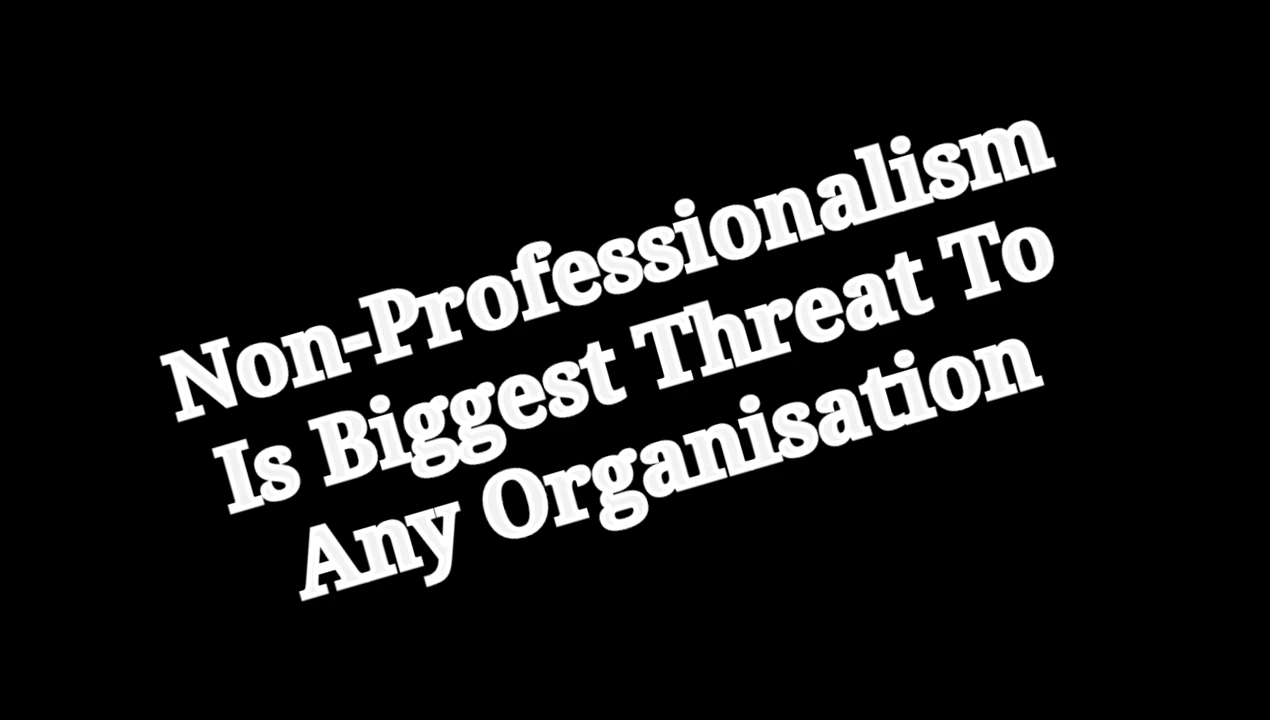 Non-Professionalism
Is Biggest Threat To
Any Organisation